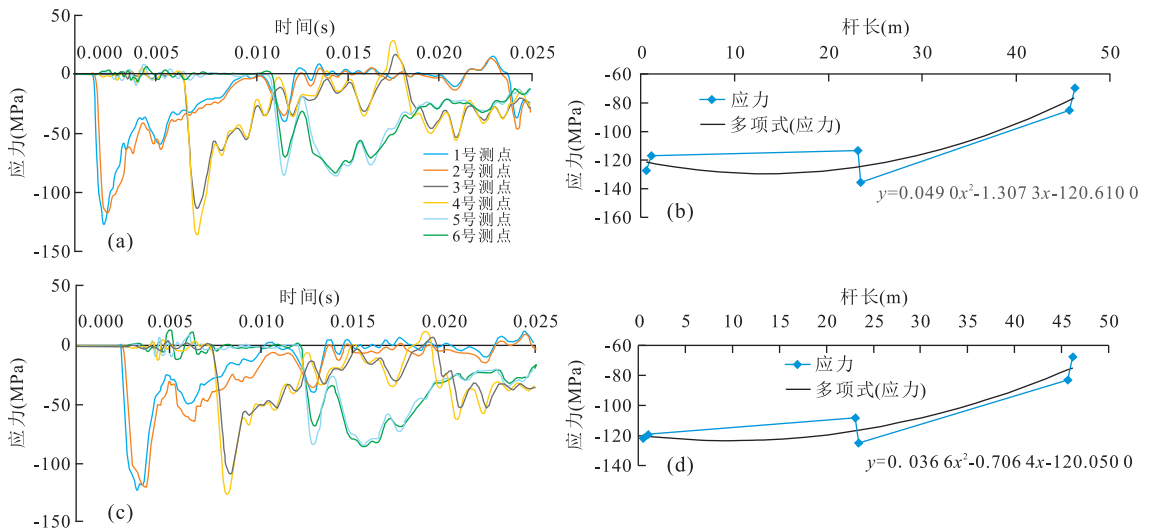 时间(s)
0.000 0.005 0.010 0.015 0.020 0.025
50
0
-50
-100
-150
应力(MPa)
1号测点
2号测点
3号测点
4号测点
5号测点
6号测点
(a)
杆长(m)
0 10 20 30 40 50
-60
-80
-100
-120
-140
-160
应力(MPa)
应力
多项式(应力)
y=0.049 0x²-1.307 3x-120.610 0
(b)
时间(s)
0.000 0.005 0.010 0.015 0.020 0.025
50
0
-50
-100
-150
应力(MPa)
(c)
杆长(m)
0 5 10 15 20 25 30 35 40 45 50
-60
-80
-100
-120
-140
应力(MPa)
应力
多项式(应力)
(d)
y=0. 036 6x²-0.706 4x-120.050 0